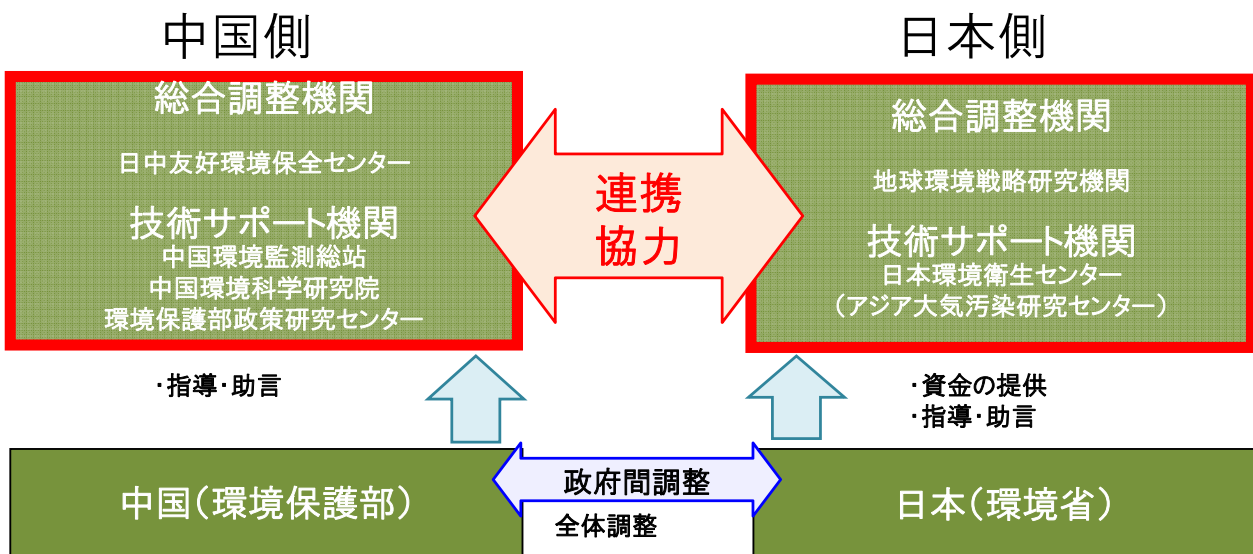 中国側
総合調整機関
日中友好環境保全センター
技術サポート機関
中国環境監測総站
中国環境科学研究院
環境保護部政策研究センター
連携
協力
日本側
総合調整機関
地球環境戦略研究機関
技術サポート機関
日本環境衛生センター
（アジア大気汚染研究センター）
・指導・助言
・資金の提供
・指導・助言
中国（環境保護部）
政府間調整
全体調整
日本（環境省）